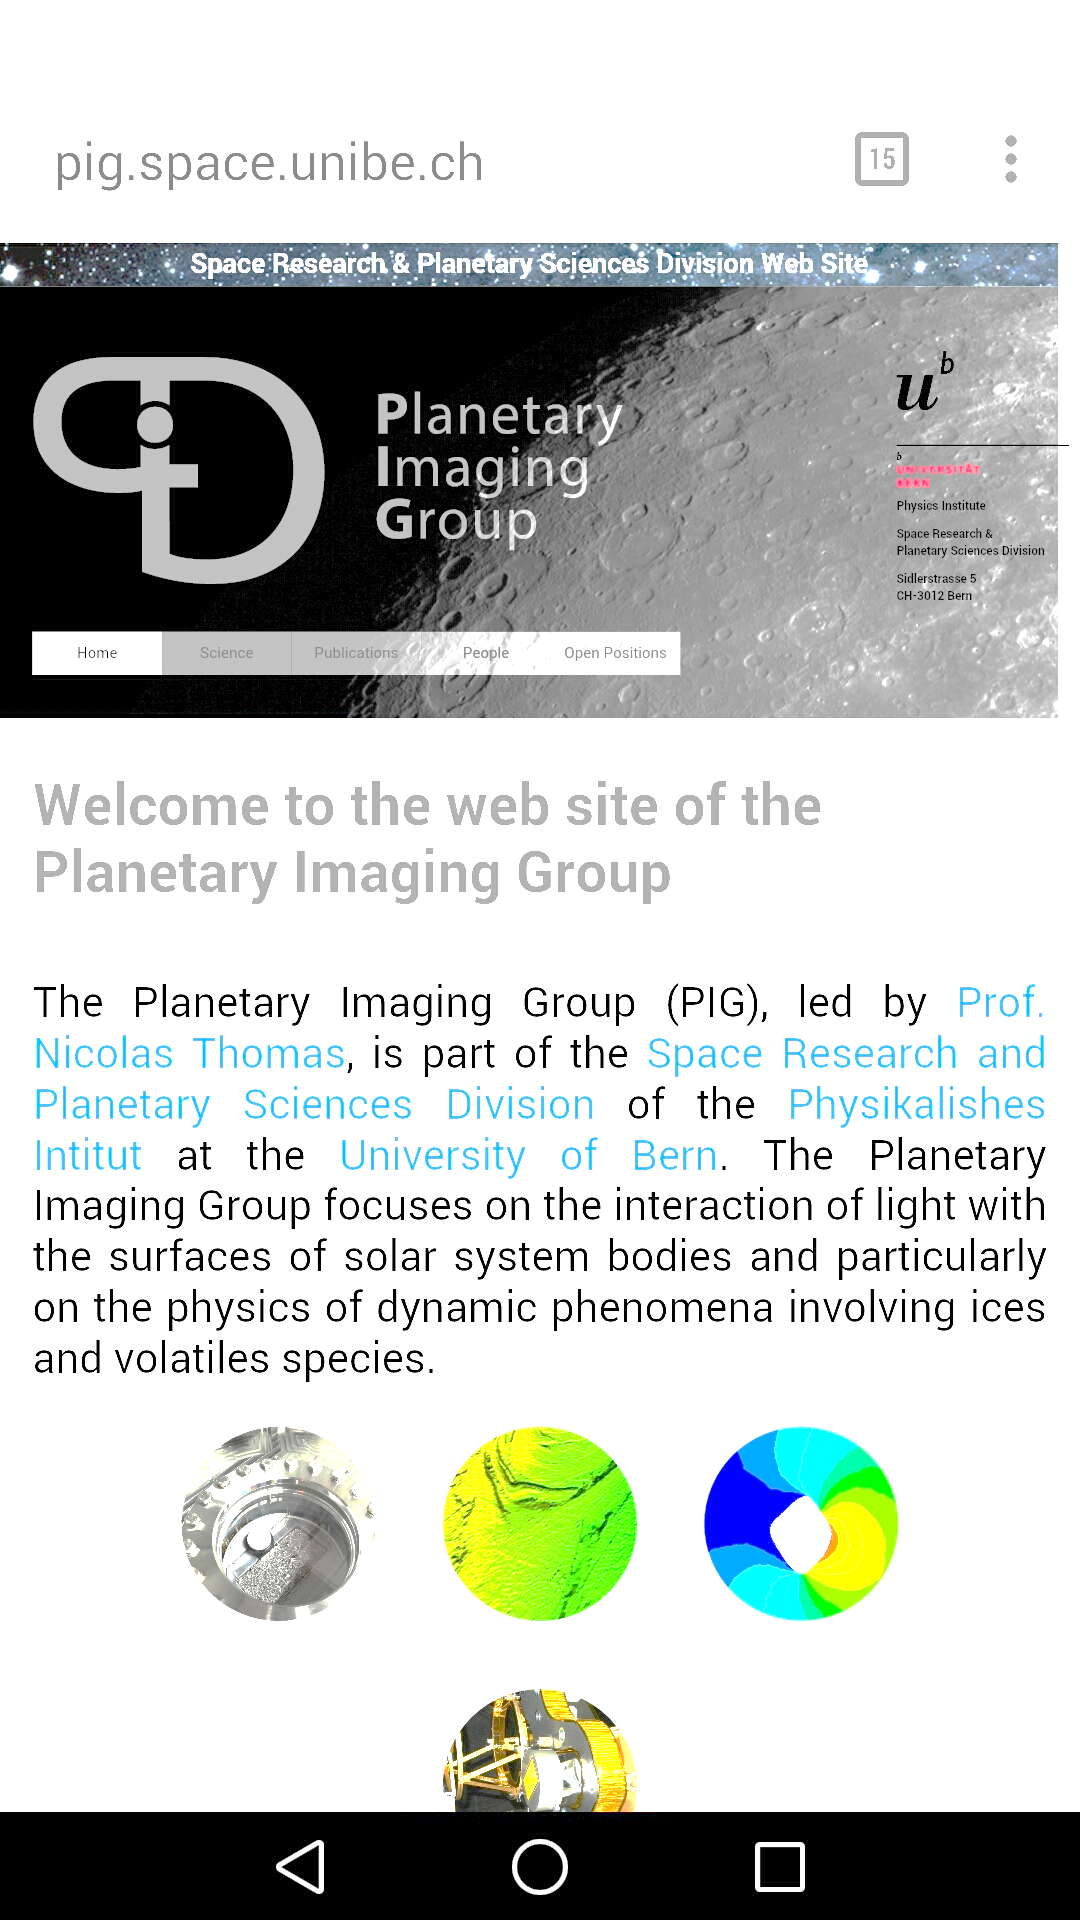 pig.space.unibe.ch
15
Space Research & Planetary Sciences Division Web Site
Planetary
Imaging
Group
u
b
b
UNIVERSITÄT
BERN
Physics Institute
Space Research &
Planetary Sciences Division
Sidlerstrasse 5
CH-3012 Bern
Home Science Publications People Open Positions
Welcome to the web site of the
Planetary Imaging Group
The Planetary Imaging Group (PIG), led by Prof.
Nicolas Thomas, is part of the Space Research and
Planetary Sciences Division of the Physikalishes
Intitut at the University of Bern. The Planetary
Imaging Group focuses on the interaction of light with
the surfaces of solar system bodies and particularly
on the physics of dynamic phenomena involving ices
and volatiles species.